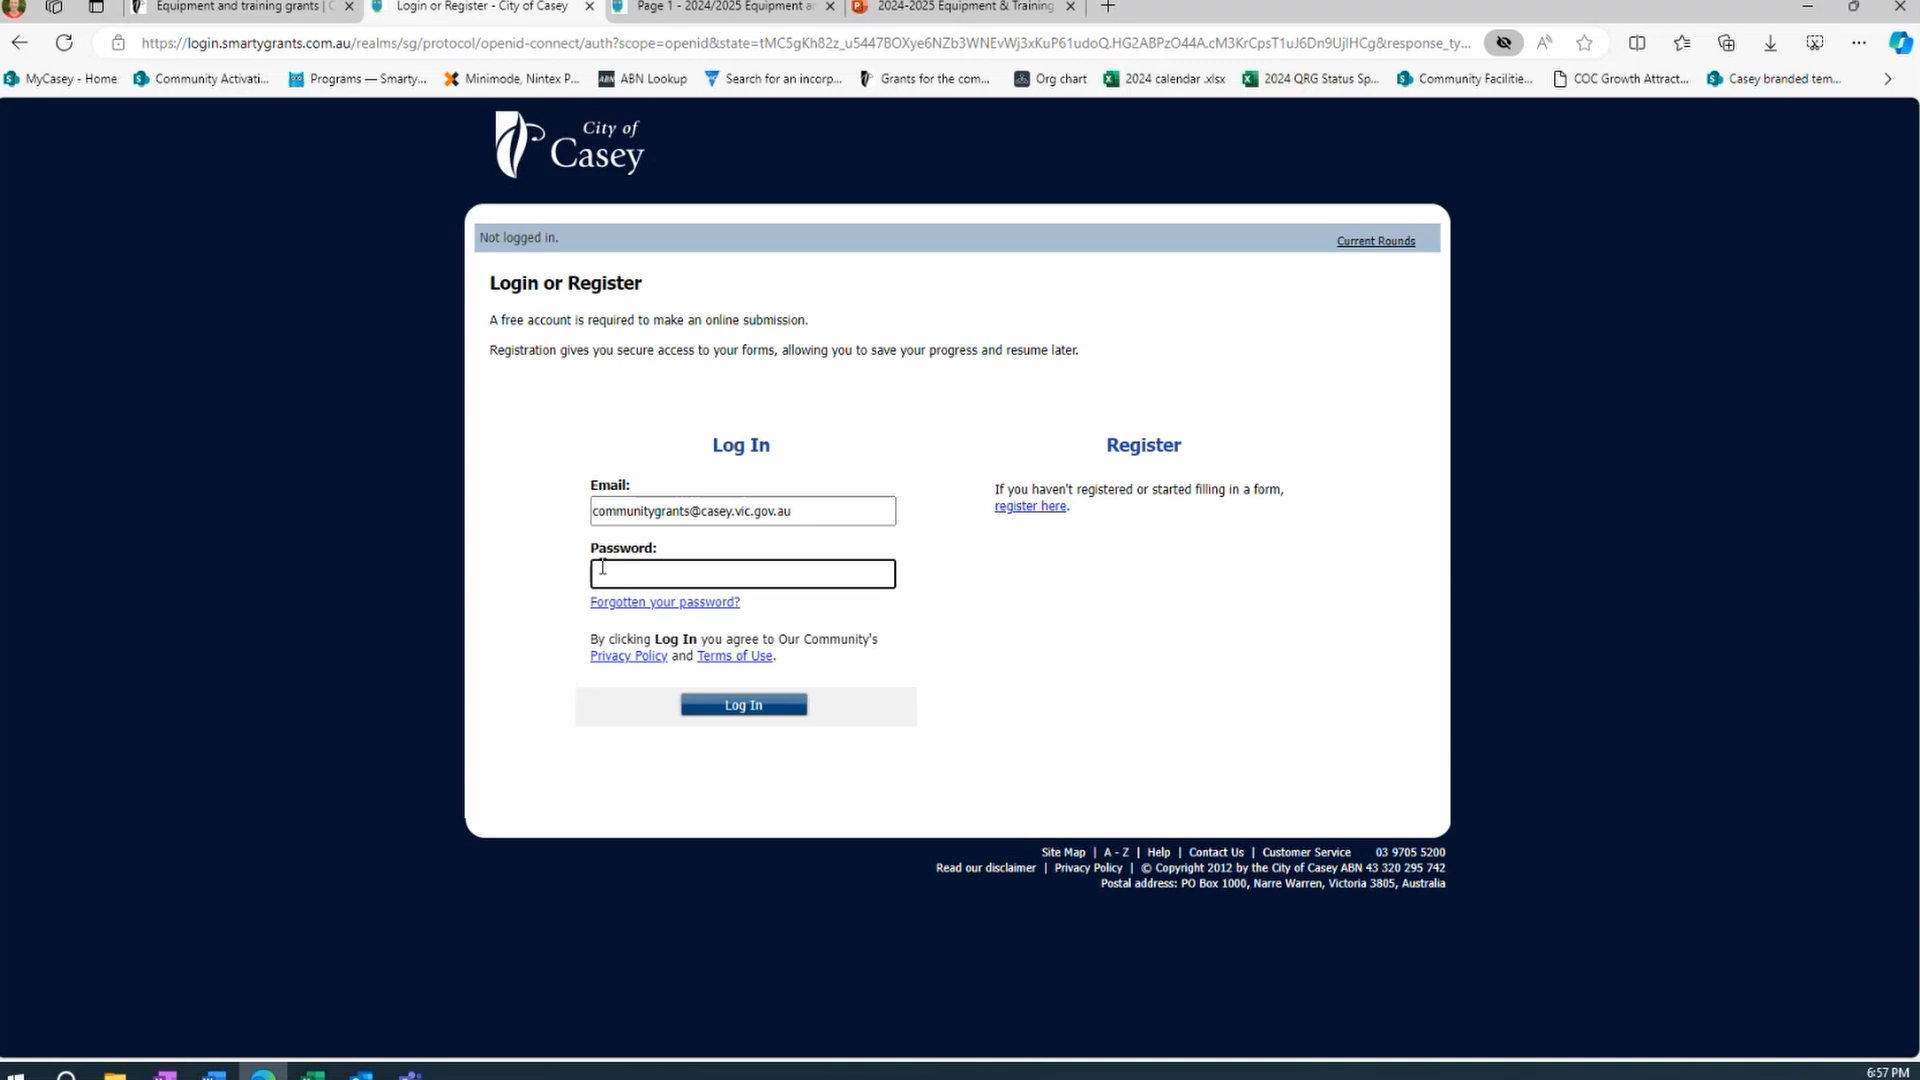 Equipment and training grants | C
Login or Register - City of Casey
Page 1 - 2024/2025 Equipment a
2024-2025 Equipment & Training
https://login.smartygrants.com.au/realms/sg/protocol/openid-connect/auth?scope=openid&state=tMC5gKh82z_u5447BOXye6NZb3WNEvWj3xKuP61udoQ.HG2ABPzO44A.cM3KrCpsT1uJ6Dn9UjlHCg&response_ty...
MyCasey - Home
Community Activati...
Programs — Smarty...
Minimode, Nintex P...
ABN Lookup
Search for an incorp...
Grants for the com...
Org chart
2024 calendar .xlsx
2024 QRG Status Sp...
Community Facilitie...
COC Growth Attract...
Casey branded tem...
City of
Casey
Not logged in.
Current Rounds
Login or Register
A free account is required to make an online submission.
Registration gives you secure access to your forms, allowing you to save your progress and resume later.
Log In
Register
Email:
communitygrants@casey.vic.gov.au
If you haven't registered or started filling in a form,
register here.
Password:
Forgotten your password?
By clicking Log In you agree to Our Community's
Privacy Policy and Terms of Use.
Log In
Site Map | A - Z | Help | Contact Us | Customer Service 03 9705 5200
Read our disclaimer | Privacy Policy | © Copyright 2012 by the City of Casey ABN 43 320 295 742
Postal address: PO Box 1000, Narre Warren, Victoria 3805, Australia
6:57 PM